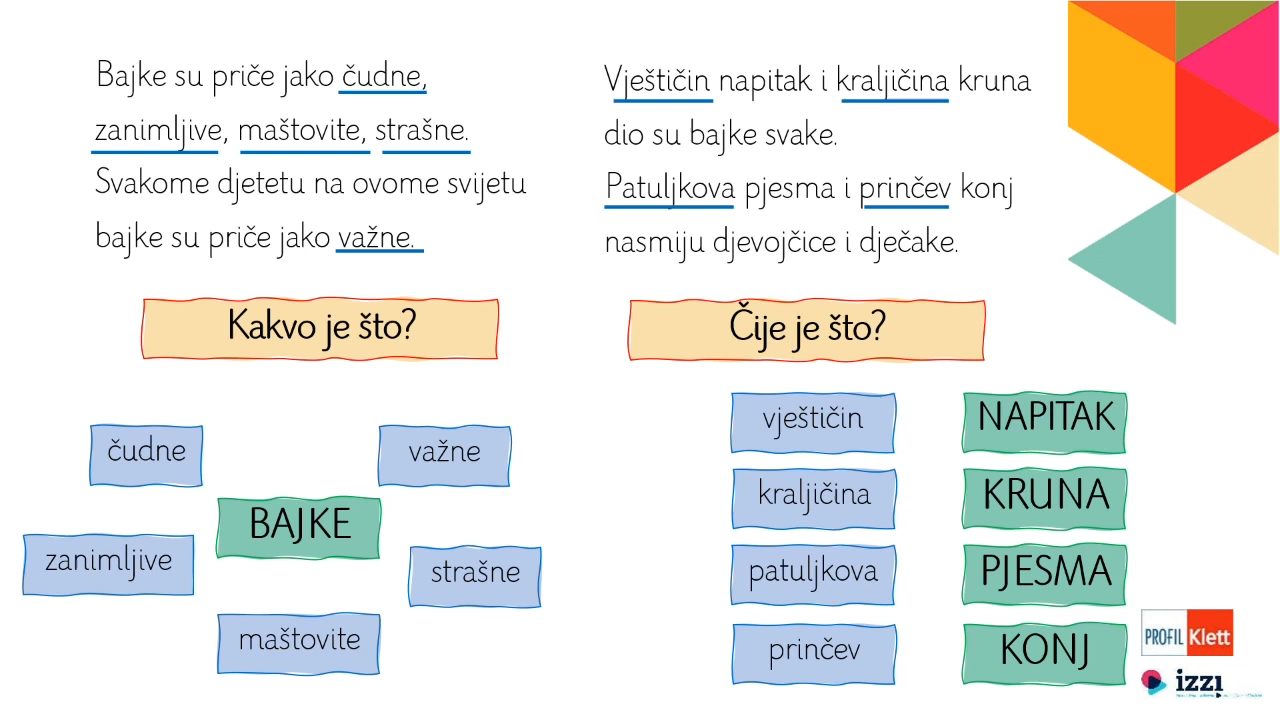 Bajke su priče jako čudne,
zanimljive, maštovite, strašne.
Svakome djetetu na ovome svijetu
bajke su priče jako važne.
Vještičin napitak i kraljičina kruna
dio su bajke svake.
Patuljkova pjesma i prinčev konj
nasmiju djevojčice i dječake.
Kakvo je što?
čudne
važne
BAJKE
zanimljive
strašne
maštovite
Čije je što?
vještičin NAPITAK
kraljičina KRUNA
patuljkova PJESMA
prinčev KONJ
PROFIL Klett
izzi